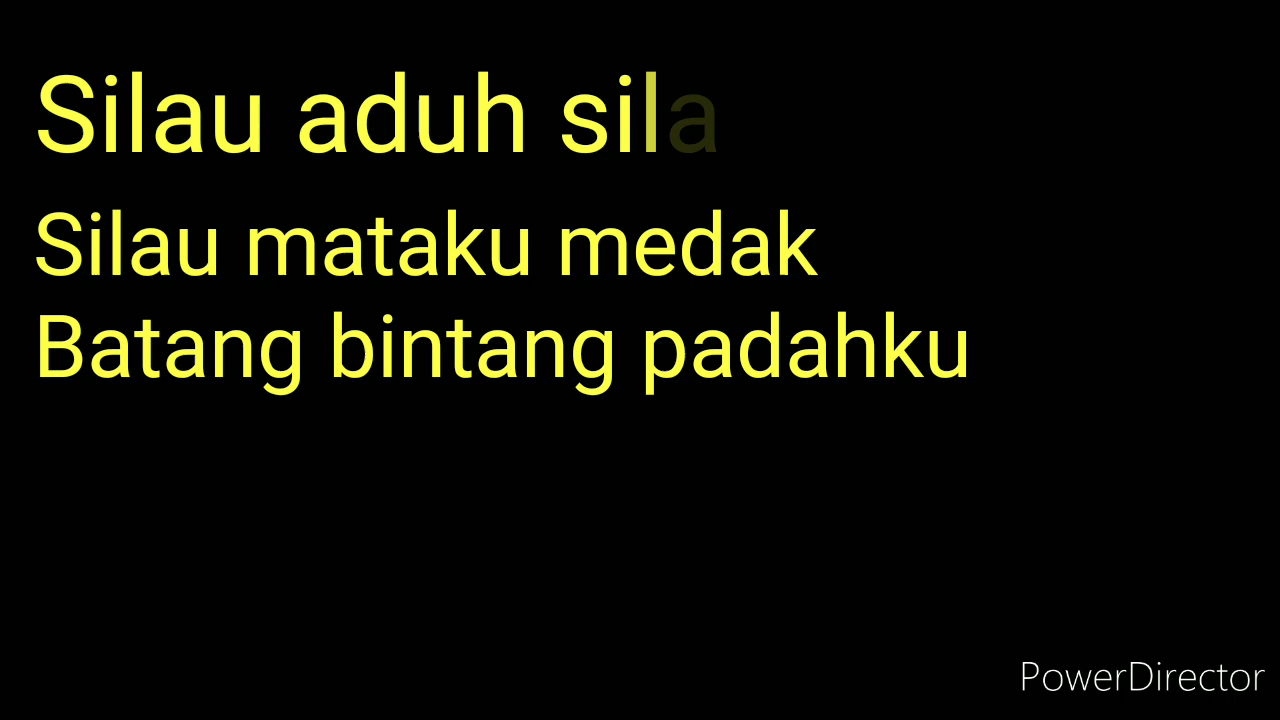 Silau aduh sila
Silau mataku medak
Batang bintang padahku
PowerDirector